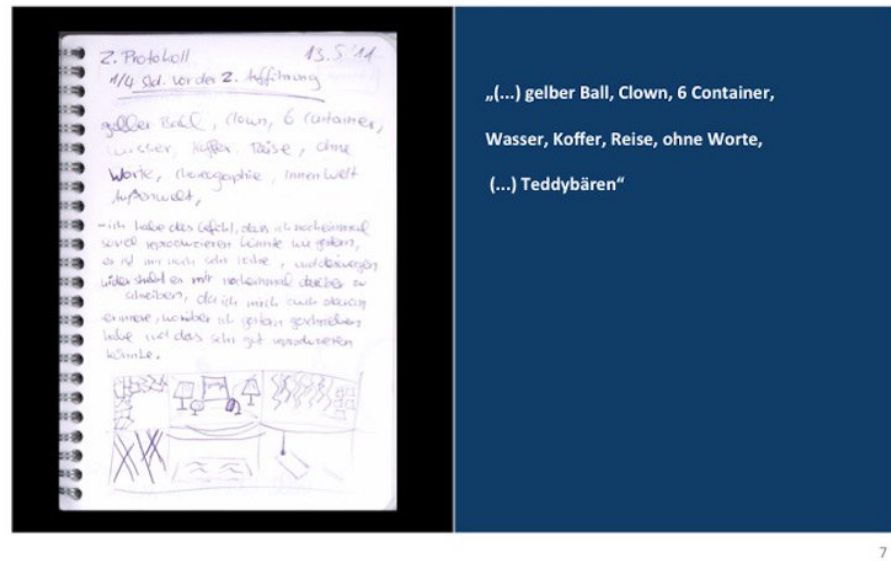 2. Protokoll 13.5'11
1/4 Std. vor der 2. Aufführung
gelber Ball, Clown, 6 Container,
Wasser, Koffer, Reise, ohne
Worte, Choreographie, Innenwelt
Außenwelt,
- ich habe das Gefühl, dass ich nocheinmal
soviel reproduzieren könnte wie gestern,
es ist mir noch sehr nahe, und deswegen
widerstrebt es mir nocheinmal darüber zu
schreiben, da ich mich auch daran
erinnere, worüber ich gestern geschrieben
habe und das sehr gut reproduzieren
könnte.
„(...) gelber Ball, Clown, 6 Container,
Wasser, Koffer, Reise, ohne Worte,
(...) Teddybären“
7